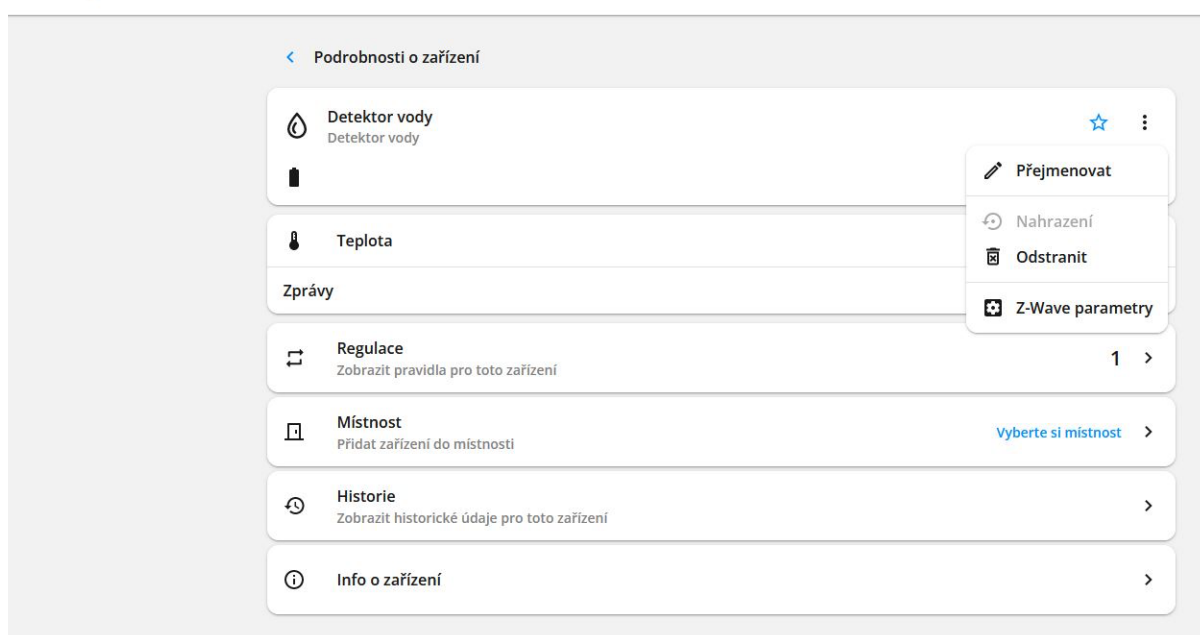 Podrobnosti o zařízení
Detektor vody
Detektor vody
Přejmenovat
Nahrazení
Odstranit
Z-Wave parametry
Teplota
Zprávy
Regulace
Zobrazit pravidla pro toto zařízení
1
Místnost
Přidat zařízení do místnosti
Vyberte si místnost
Historie
Zobrazit historické údaje pro toto zařízení
Info o zařízení